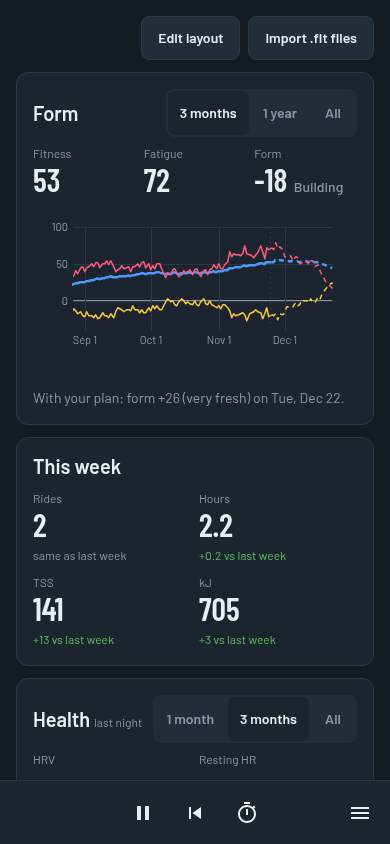 Edit layout
Import .fit files
Form
3 months
1 year
All
Fitness
Fatigue
Form
53
72
-18 Building
100
50
0
Sep 1
Oct 1
Nov 1
Dec 1
With your plan: form +26 (very fresh) on Tue, Dec 22.
This week
Rides
Hours
2
2.2
same as last week
+0.2 vs last week
TSS
kJ
141
705
+13 vs last week
+3 vs last week
Health last night
1 month
3 months
All
HRV
Resting HR